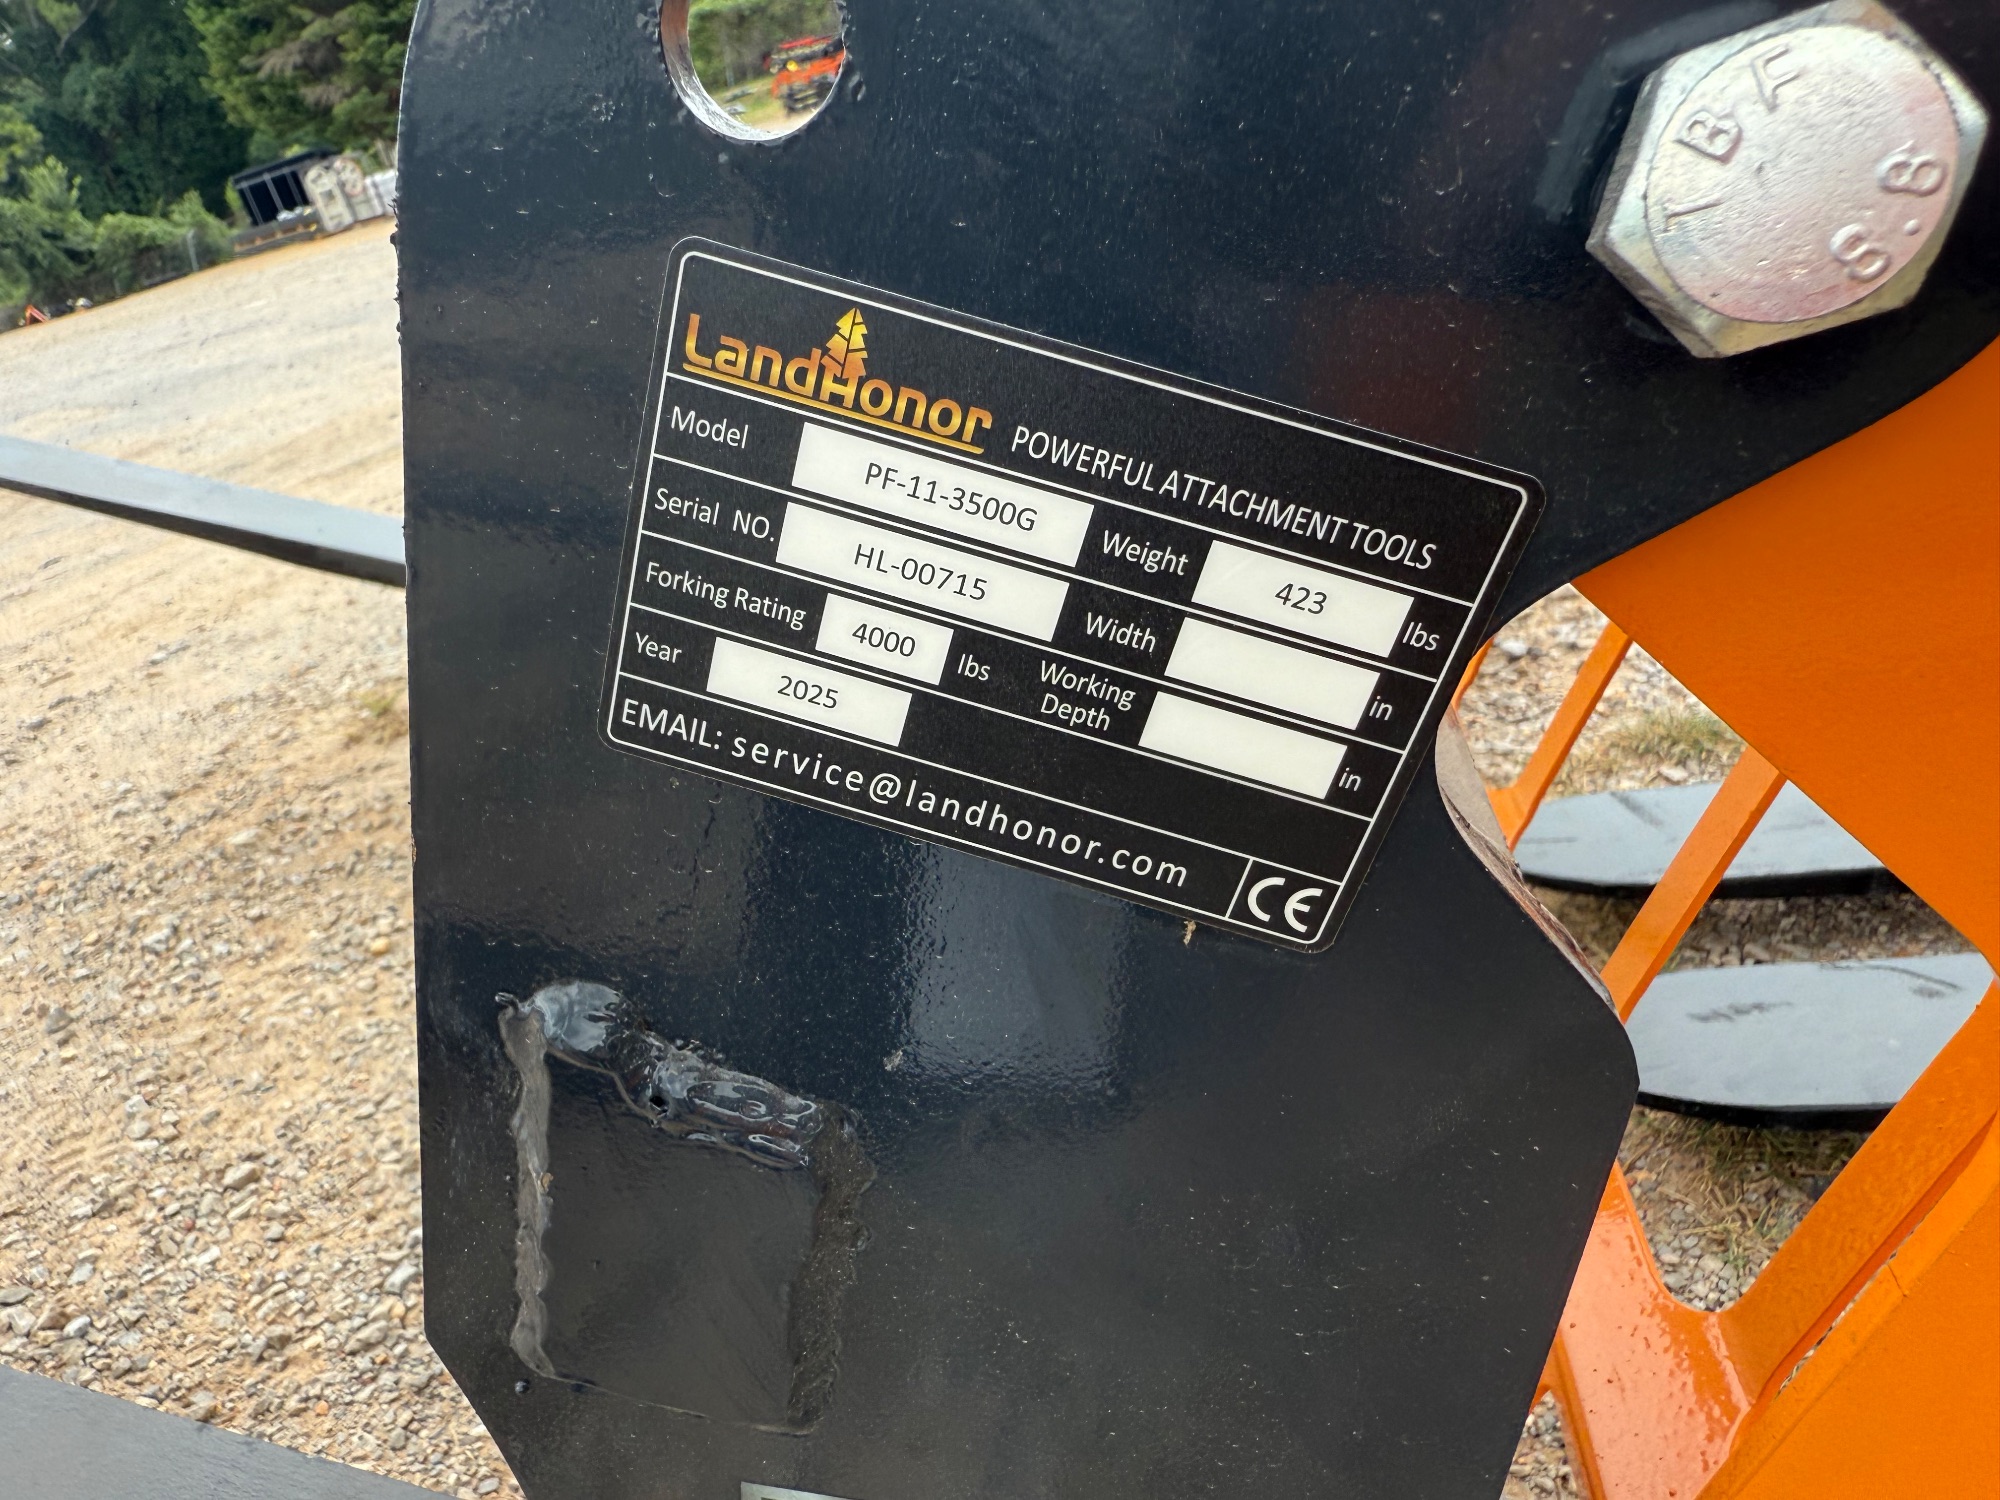 TBF
8.8
LandHonor POWERFUL ATTACHMENT TOOLS
Model PF-11-3500G Weight 423 lbs
Serial NO. HL-00715 Width in
Forking Rating 4000 lbs Working Depth in
Year 2025
EMAIL: service@landhonor.com CE